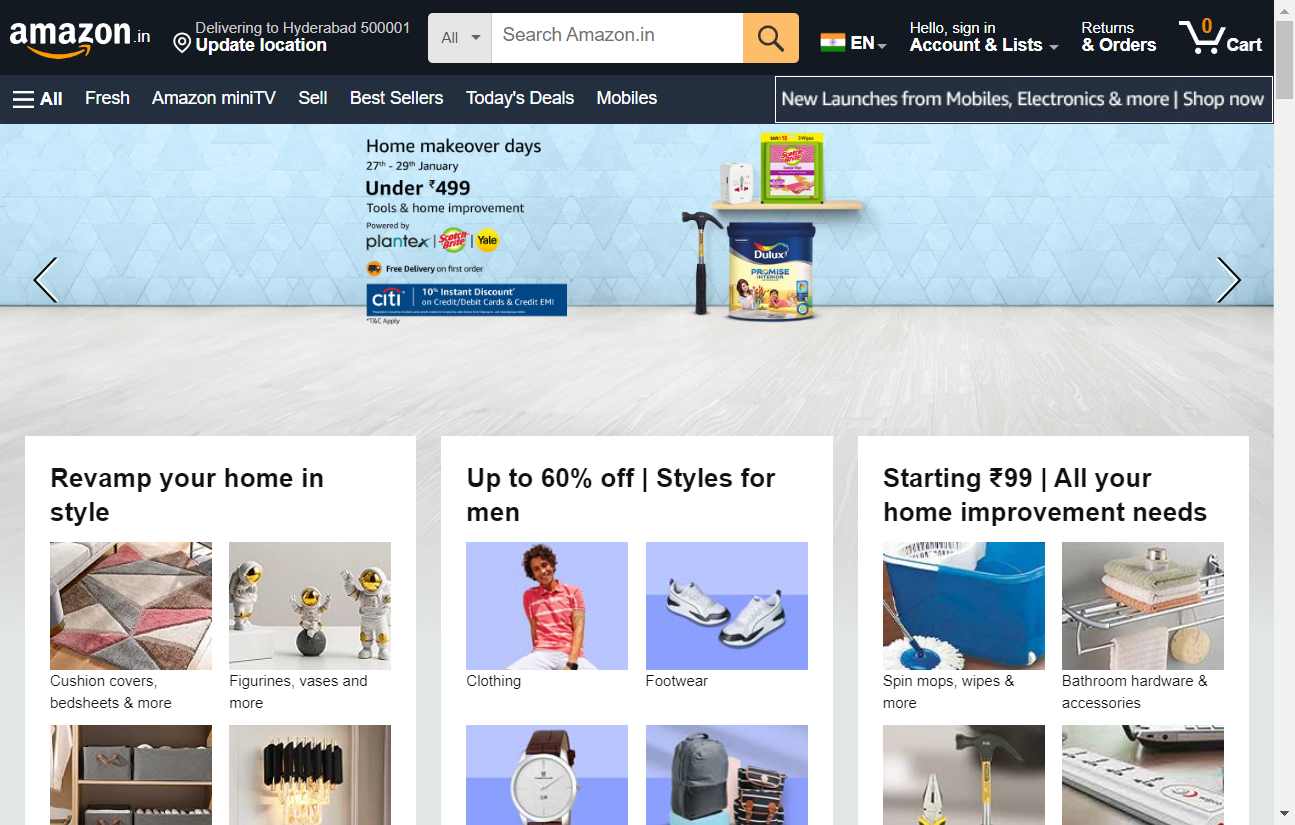 amazon.in
Delivering to Hyderabad 500001
Update location
All
Search Amazon.in
EN
Hello, sign in
Account & Lists
Returns
& Orders
0
Cart
All
Fresh
Amazon miniTV
Sell
Best Sellers
Today's Deals
Mobiles
New Launches from Mobiles, Electronics & more | Shop now
Home makeover days
27th - 29th January
Under ₹499
Tools & home improvement
Powered by
plantex | Scotch Brite | Yale
Free Delivery on first order
citi
10% Instant Discount*
on Credit/Debit Cards & Credit EMI
*T&C Apply
Scotch Brite
Dulux
PROMISE
INTERIOR
Revamp your home in
style
Cushion covers,
bedsheets & more
Figurines, vases and
more
Up to 60% off | Styles for
men
Clothing
Footwear
Starting ₹99 | All your
home improvement needs
Spin mops, wipes &
more
Bathroom hardware &
accessories